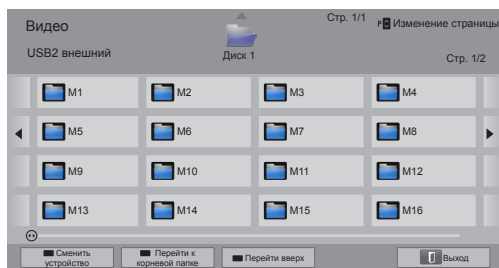 Видео
Стр. 1/1
P Изменение страницы
USB2 внешний
Диск 1
Стр. 1/2
M1
M2
M3
M4
M5
M6
M7
M8
M9
M10
M11
M12
M13
M14
M15
M16
Сменить
устройство
Перейти к
корневой папке
Перейти вверх
Выход